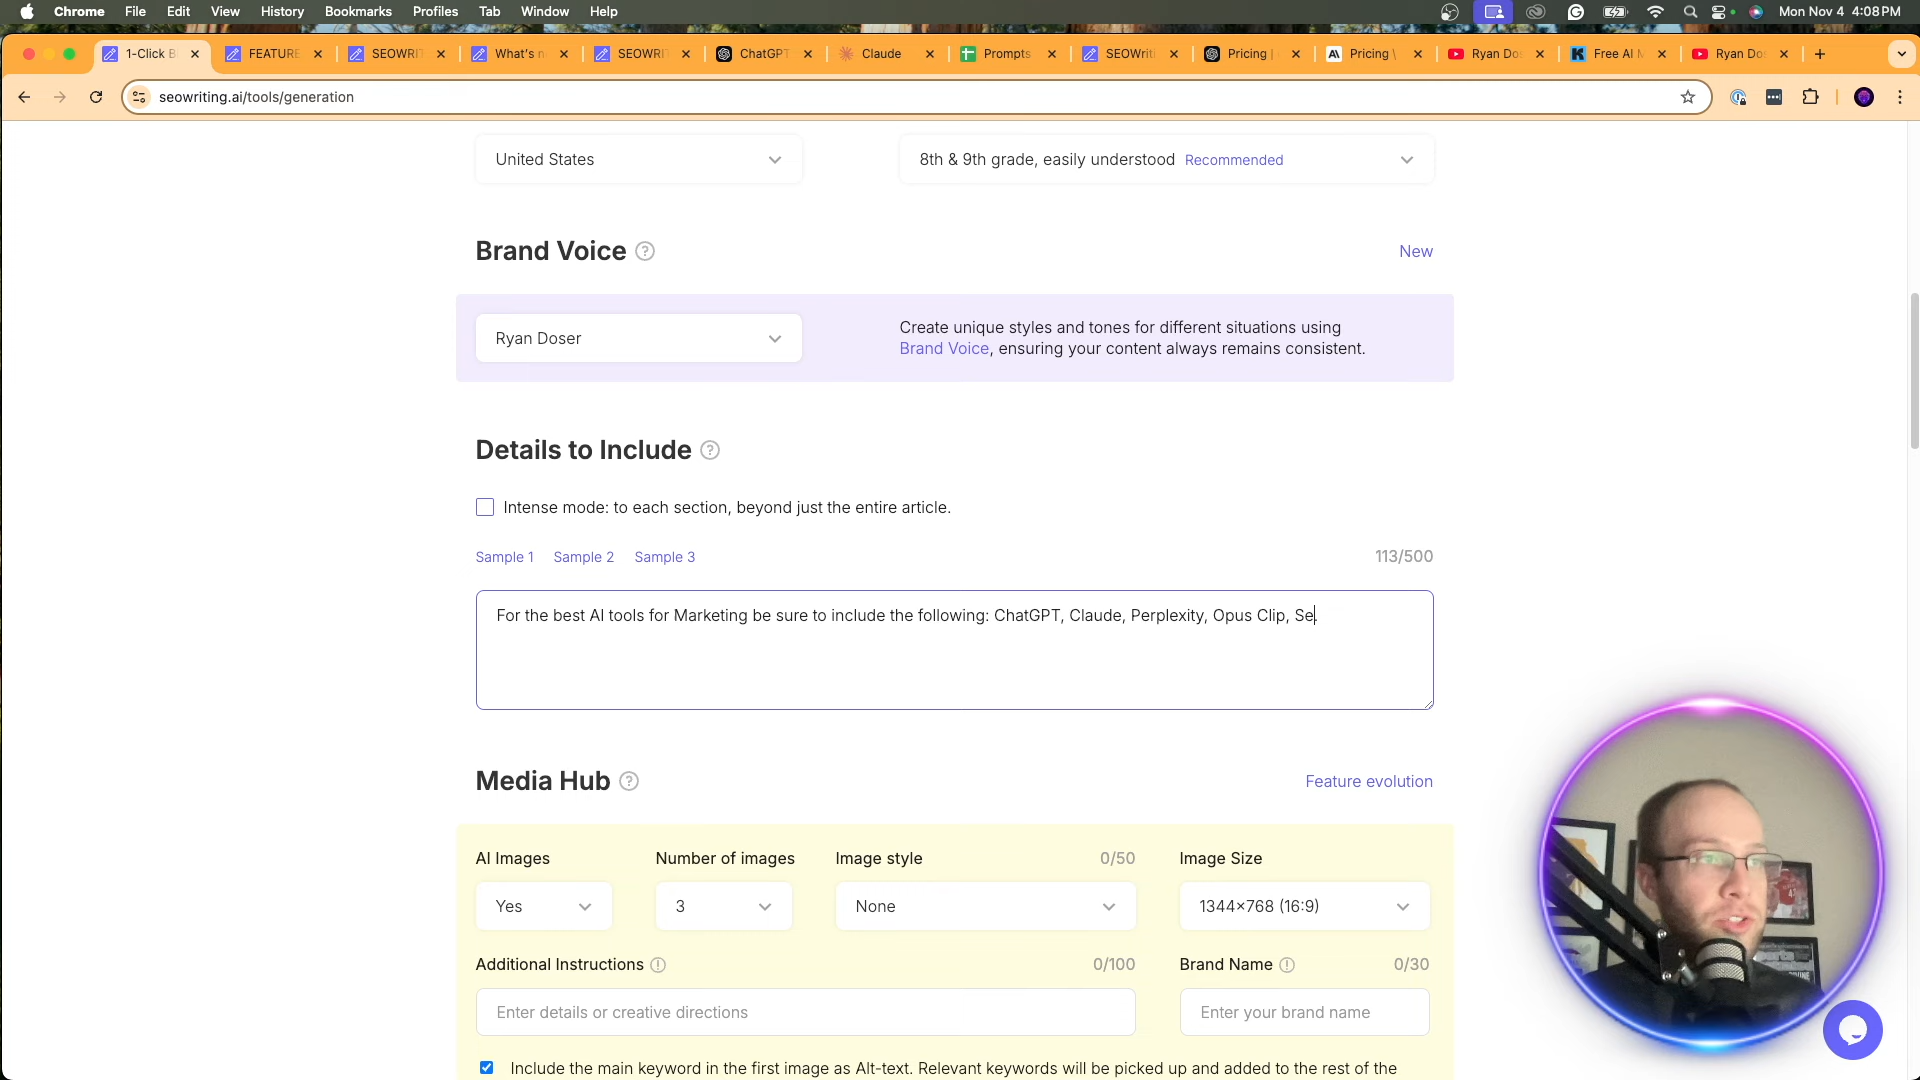 Chrome File Edit View History Bookmarks Profiles Tab Window Help
Mon Nov 4 4:08 PM
1-Click B
FEATURE
SEOWRIT
What's n
SEOWRIT
ChatGPT
Claude
Prompts
SEOWriti
Pricing |
Pricing \
Ryan Dos
Free AI M
Ryan Dos
seowriting.ai/tools/generation
United States
8th & 9th grade, easily understood Recommended
Brand Voice
New
Ryan Doser
Create unique styles and tones for different situations using
Brand Voice, ensuring your content always remains consistent.
Details to Include
Intense mode: to each section, beyond just the entire article.
Sample 1 Sample 2 Sample 3
113/500
For the best AI tools for Marketing be sure to include the following: ChatGPT, Claude, Perplexity, Opus Clip, Se.
Media Hub
Feature evolution
AI Images
Number of images
Image style
0/50
Image Size
Yes
3
None
1344×768 (16:9)
Additional Instructions
0/100
Brand Name
0/30
Enter details or creative directions
Enter your brand name
Include the main keyword in the first image as Alt-text. Relevant keywords will be picked up and added to the rest of the